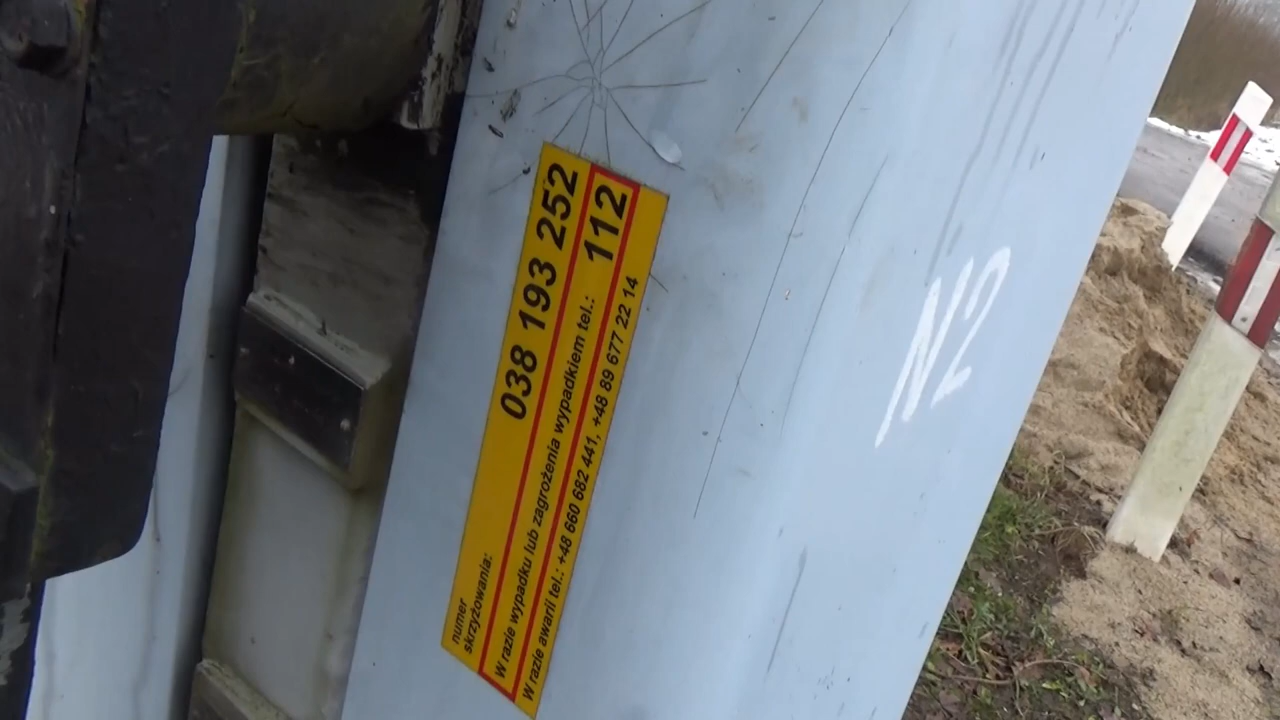 numer
skrzyżowania: 038 193 252
W razie wypadku lub zagrożenia wypadkiem tel.: 112
W razie awarii tel.: +48 660 682 441, +48 89 677 22 14
N2